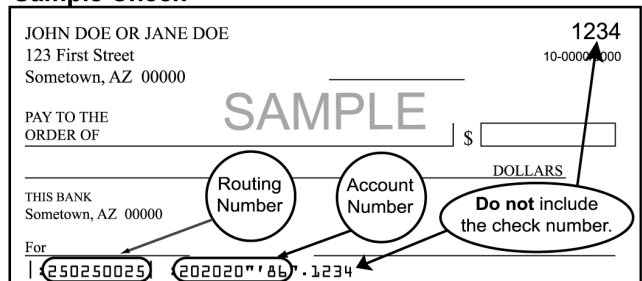 Sample Check
JOHN DOE OR JANE DOE
1234
123 First Street
10-0000/0000
Sometown, AZ 00000
SAMPLE
PAY TO THE
ORDER OF
$
DOLLARS
Routing
Number
Account
Number
Do not include
the check number.
THIS BANK
Sometown, AZ 00000
For
|:250250025| :202020"'86".1234